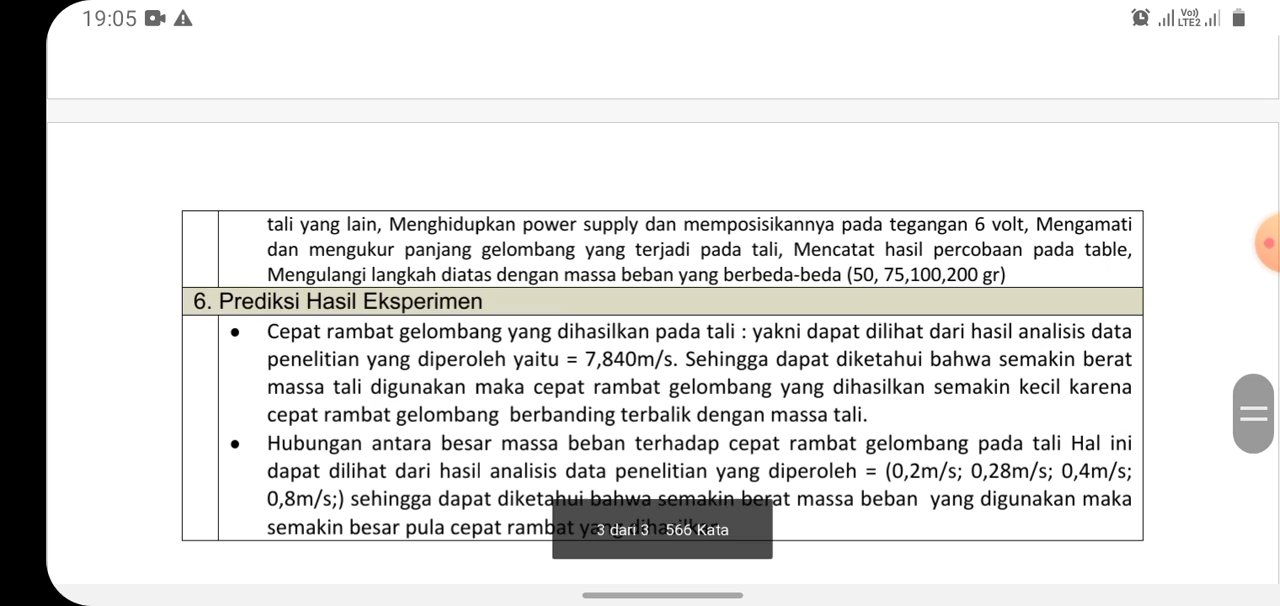 19:05
Vo))
LTE2
tali yang lain, Menghidupkan power supply dan memposisikannya pada tegangan 6 volt, Mengamati
dan mengukur panjang gelombang yang terjadi pada tali, Mencatat hasil percobaan pada table,
Mengulangi langkah diatas dengan massa beban yang berbeda-beda (50, 75,100,200 gr)
6. Prediksi Hasil Eksperimen
• Cepat rambat gelombang yang dihasilkan pada tali : yakni dapat dilihat dari hasil analisis data
penelitian yang diperoleh yaitu = 7,840m/s. Sehingga dapat diketahui bahwa semakin berat
massa tali digunakan maka cepat rambat gelombang yang dihasilkan semakin kecil karena
cepat rambat gelombang berbanding terbalik dengan massa tali.
• Hubungan antara besar massa beban terhadap cepat rambat gelombang pada tali Hal ini
dapat dilihat dari hasil analisis data penelitian yang diperoleh = (0,2m/s; 0,28m/s; 0,4m/s;
0,8m/s;) sehingga dapat diketahui bahwa semakin berat massa beban yang digunakan maka
semakin besar pula cepat rambat
3 dari 3 566 Kata